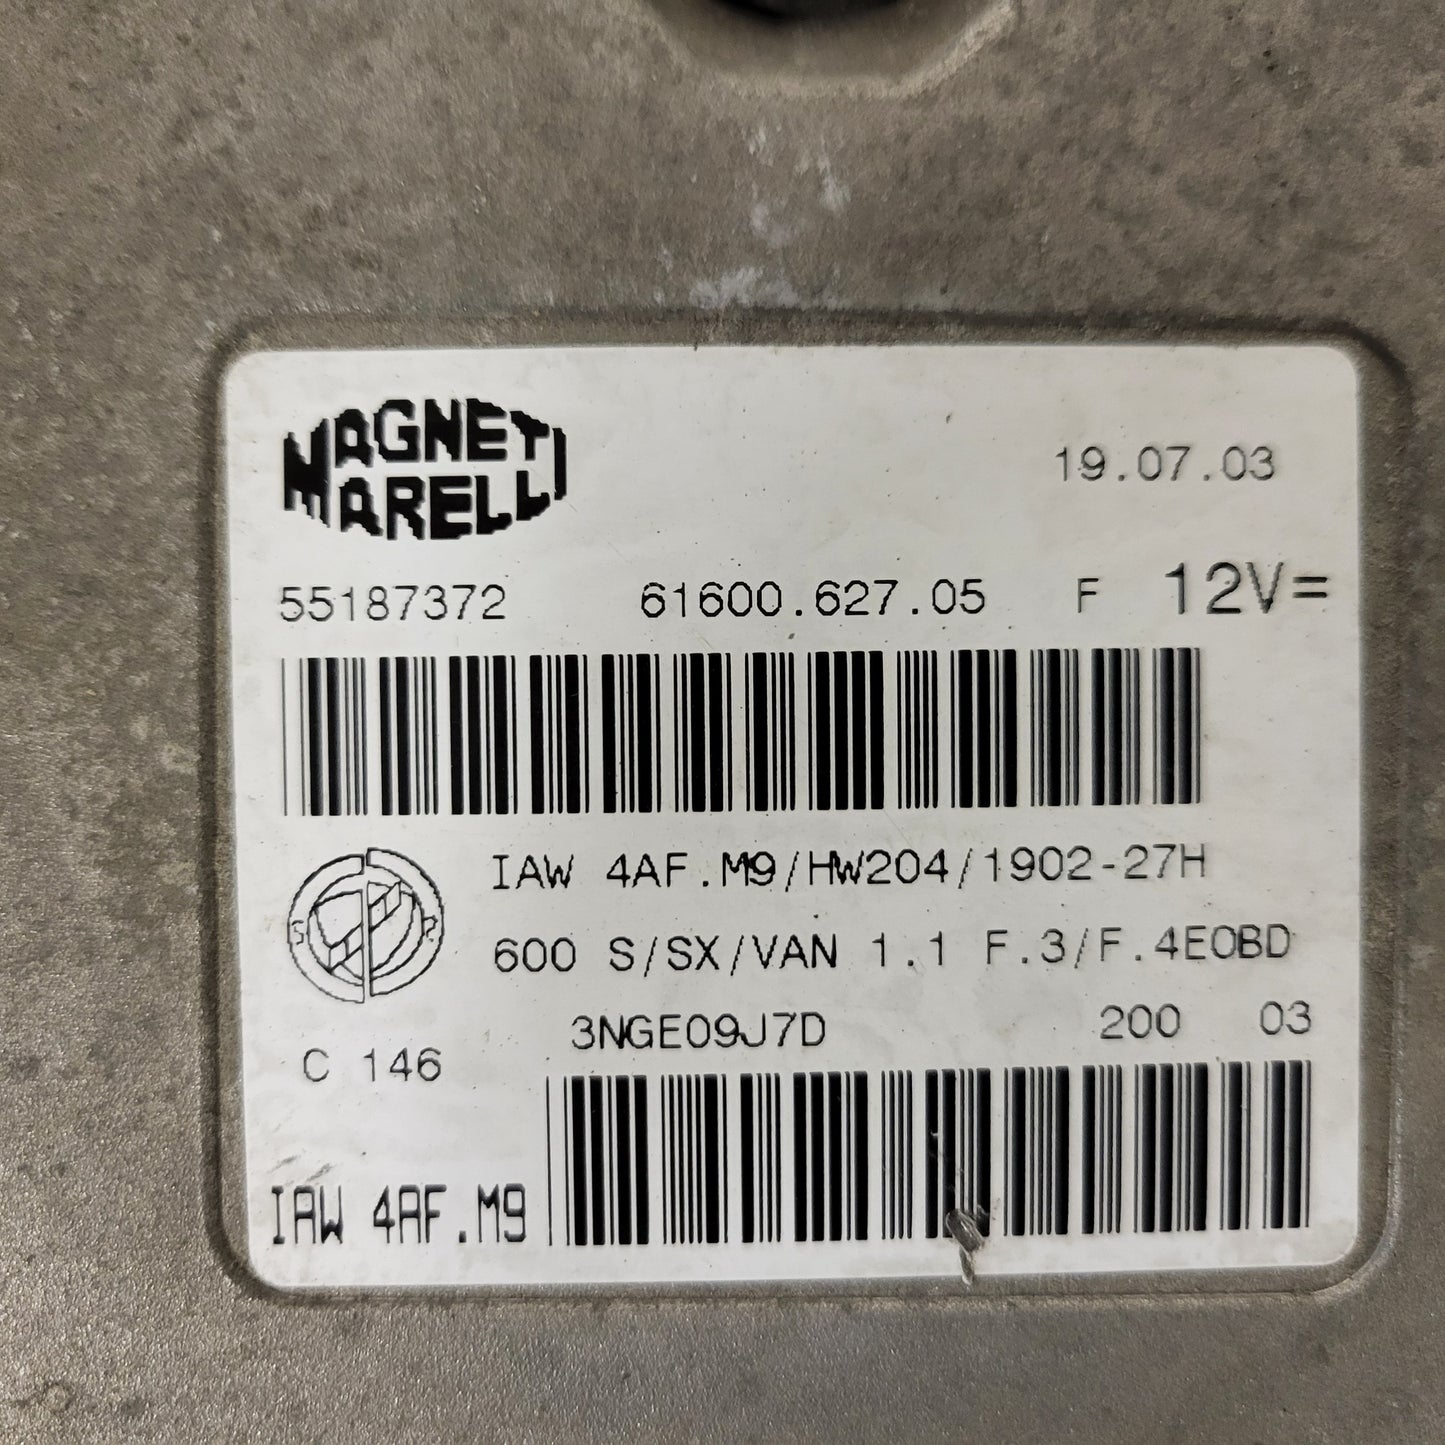 MAGNETI
MARELLI
19.07.03
55187372 61600.627.05 F 12V=
IAW 4AF.M9/HW204/1902-27H
S R
600 S/SX/VAN 1.1 F.3/F.4EOBD
3NGE09J7D 200 03
C 146
IAW 4AF.M9